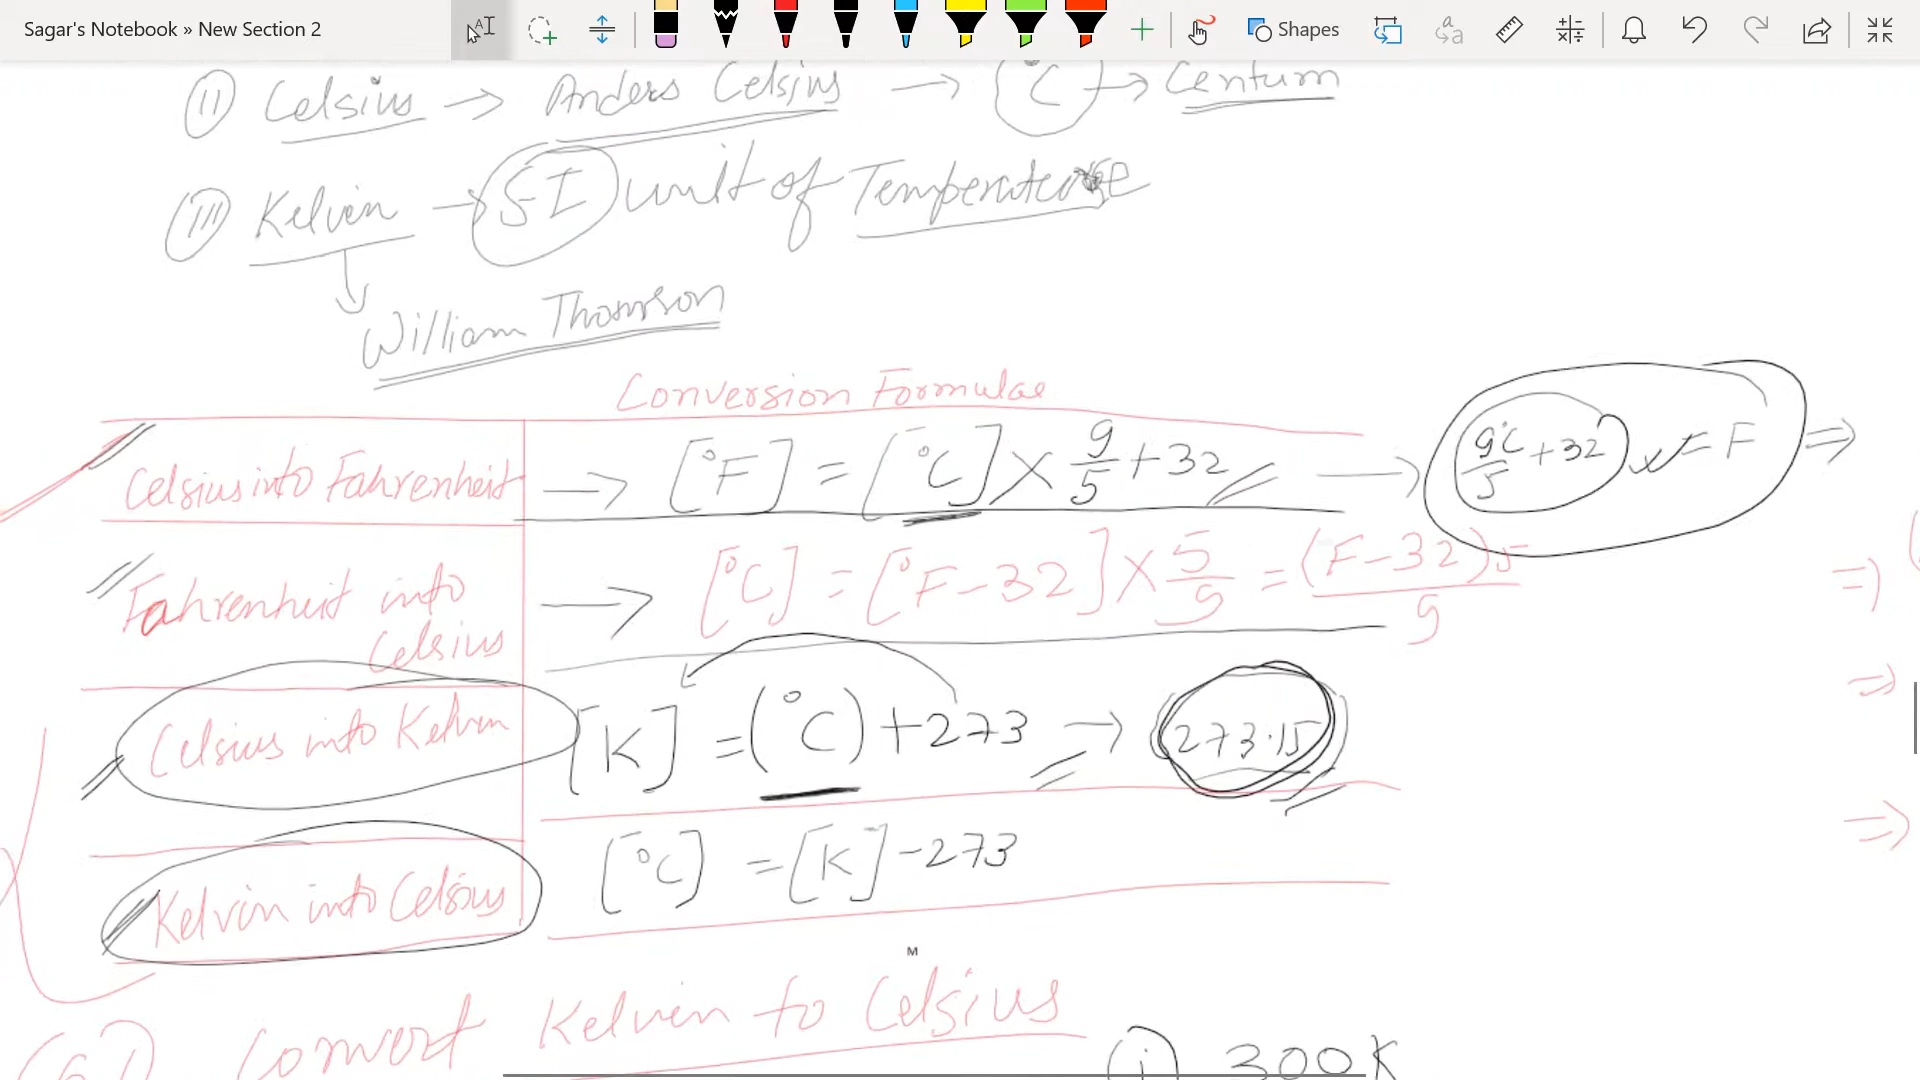 Sagar's Notebook » New Section 2
Shapes
(II) Celsius → Anders Celsius → (°C) → Centum
(III) Kelvin → SI unit of Temperature
William Thomson
Conversion Formulae
Celsius into Fahrenheit → [°F] = [°C] × 9/5 + 32 → (9°C/5 + 32) = F ⇒
Fahrenheit into Celsius → [°C] = [°F - 32] × 5/9 = (F - 32)5/9 ⇒
Celsius into Kelvin [K] = (°C) + 273 → 273.15 ⇒
Kelvin into Celsius [°C] = [K] - 273 ⇒
M
Convert Kelvin to Celsius (i) 300K